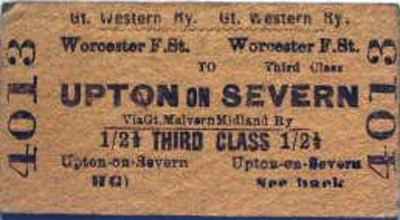 Gt. Western Ry. Gt. Western Ry.
Worcester F.St. Worcester F.St.
TO Third Class
UPTON ON SEVERN
Via Gt. Malvern Midland Ry
1/2½ THIRD CLASS 1/2½
Upton-on-Severn Upton-on-Severn
See back
4013
4013